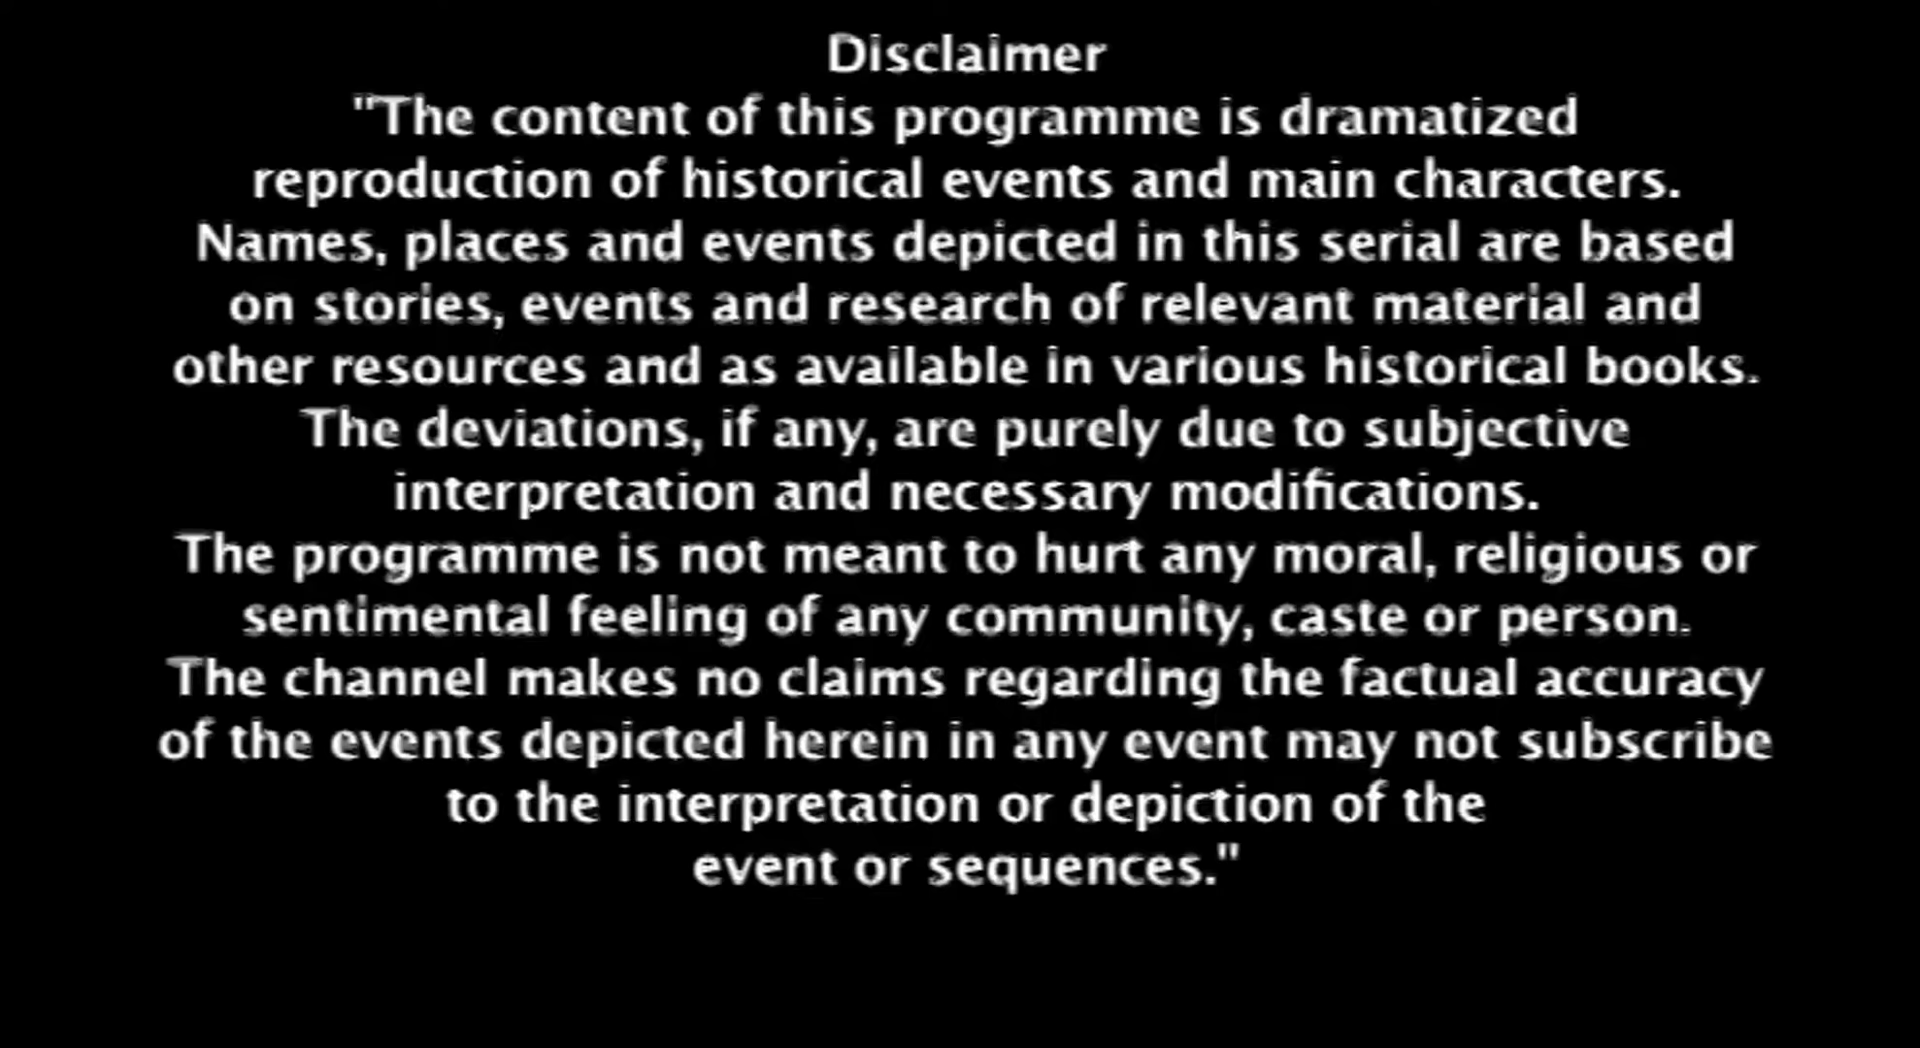 Disclaimer
"The content of this programme is dramatized
reproduction of historical events and main characters.
Names, places and events depicted in this serial are based
on stories, events and research of relevant material and
other resources and as available in various historical books.
The deviations, if any, are purely due to subjective
interpretation and necessary modifications.
The programme is not meant to hurt any moral, religious or
sentimental feeling of any community, caste or person.
The channel makes no claims regarding the factual accuracy
of the events depicted herein in any event may not subscribe
to the interpretation or depiction of the
event or sequences."